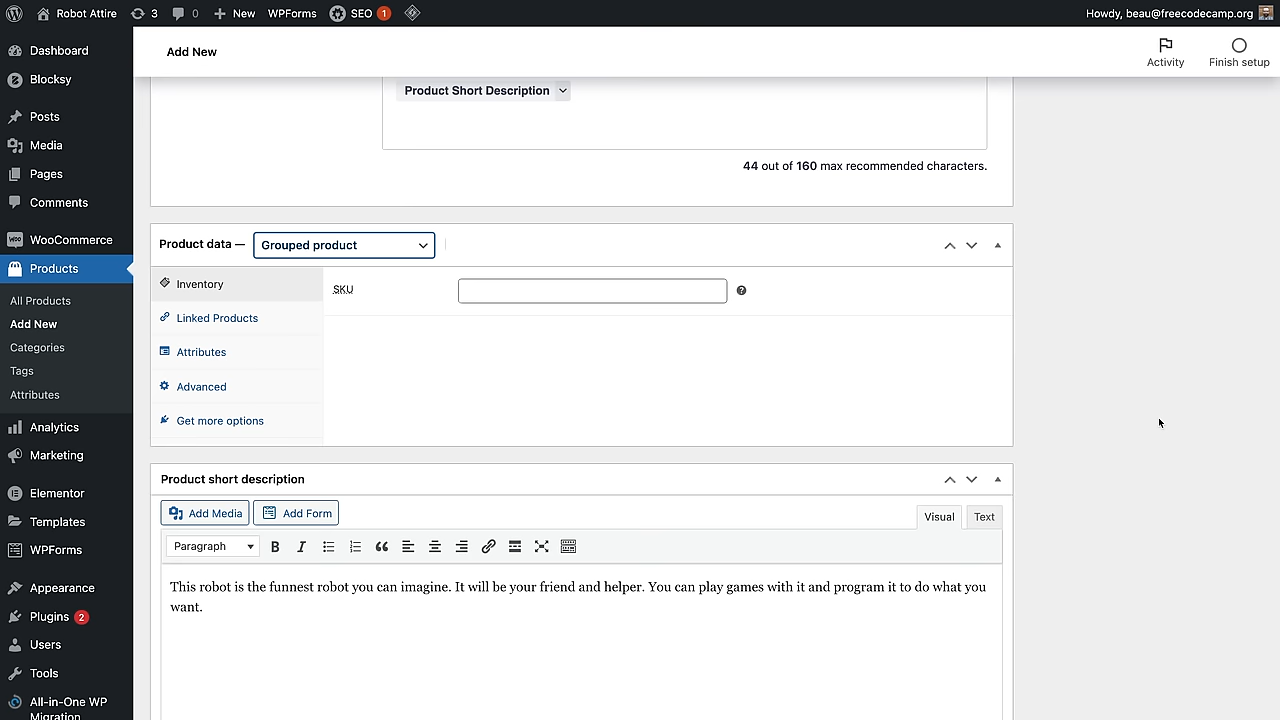 Robot Attire
3
0
New
WPForms
SEO
1
Howdy, beau@freecodecamp.org
Dashboard
Blocksy
Posts
Media
Pages
Comments
WOO
WooCommerce
Products
All Products
Add New
Categories
Tags
Attributes
Analytics
Marketing
Elementor
Templates
WPForms
Appearance
Plugins
2
Users
Tools
All-in-One WP
Migration
Add New
Activity
Finish setup
Product Short Description
44 out of 160 max recommended characters.
Product data —
Grouped product
Inventory
Linked Products
Attributes
Advanced
Get more options
SKU
?
Product short description
Add Media
Add Form
Visual
Text
Paragraph
B
I
This robot is the funnest robot you can imagine. It will be your friend and helper. You can play games with it and program it to do what you
want.